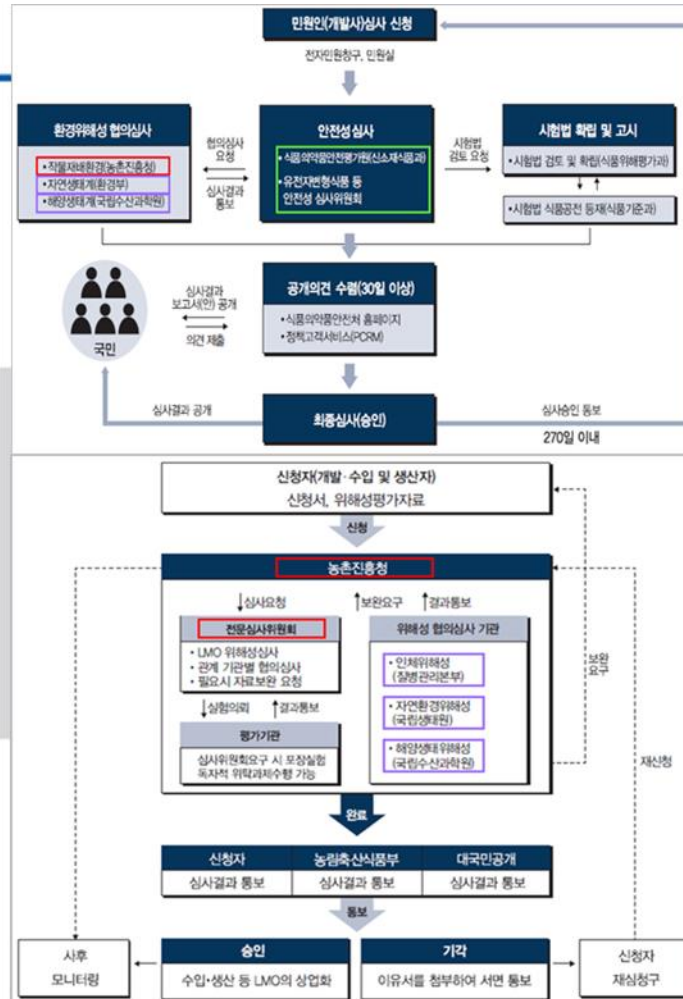 민원인(개발사)심사 신청
전자민원창구, 민원실
환경위해성 협의심사
•작물재배환경(농촌진흥청)
•자연생태계(환경부)
•해양생태계(국립수산과학원)
협의심사
요청
심사결과
통보
안전성 심사
•식품의약품안전평가원(신소재식품과)
•유전자변형식품 등
안전성 심사위원회
시험법
검토 요청
시험법 확립 및 고시
•시험법 검토 및 확립(식품위해평가과)
•시험법 식품공전 등재(식품기준과)
국민
심사결과
보고서(안) 공개
의견 제출
공개의견 수렴(30일 이상)
•식품의약품안전처 홈페이지
•정책고객서비스(PCRM)
심사결과 공개
최종심사(승인)
심사승인 통보
270일 이내
신청자(개발·수입 및 생산자)
신청서, 위해성평가자료
신청
농촌진흥청
심사요청
보완요구
결과통보
전문심사위원회
• LMO 위해성심사
• 관계 기관별 협의심사
• 필요시 자료보완 요청
실험의뢰
결과통보
평가기관
심사위원회요구 시 포장실험
독자적 위탁과제수행 가능
위해성 협의심사 기관
• 인체위해성
(질병관리본부)
• 자연환경위해성
(국립생태원)
• 해양생태위해성
(국립수산과학원)
보완
요구
재신청
완료
신청자
농림축산식품부
대국민공개
심사결과 통보
심사결과 통보
심사결과 통보
통보
사후
모니터링
승인
수입·생산 등 LMO의 상업화
기각
이유서를 첨부하여 서면 통보
신청자
재심청구